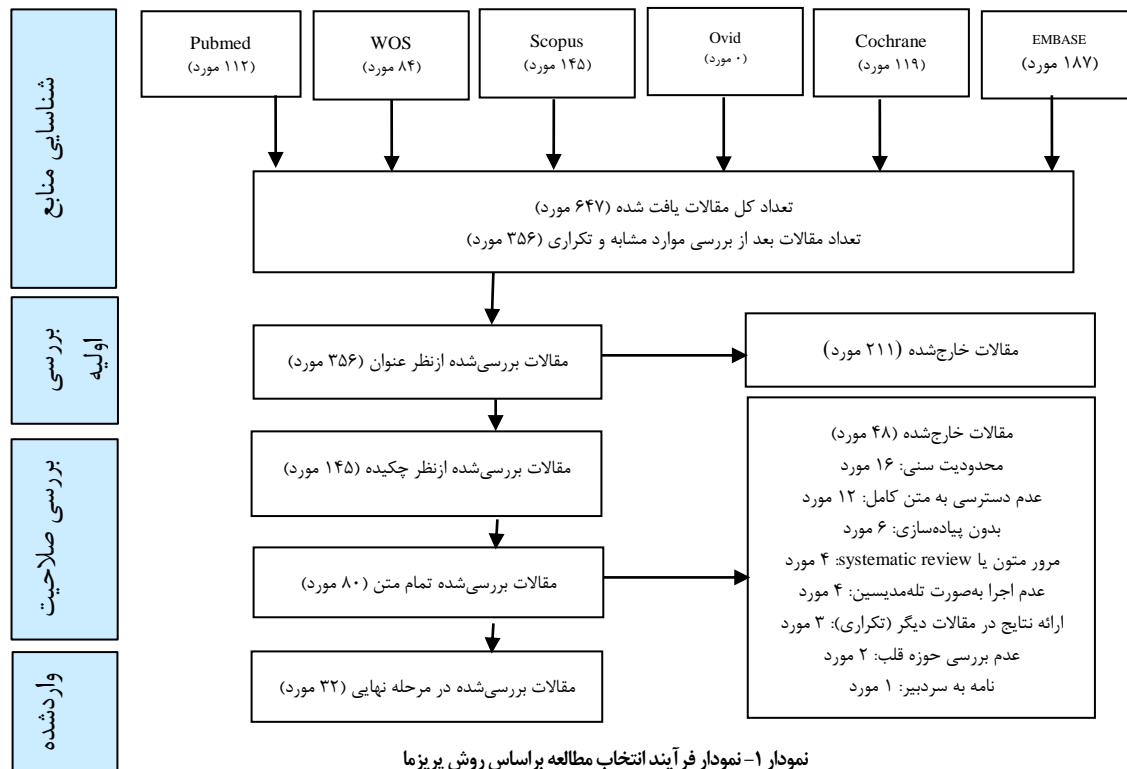 شناسایی منابع
Pubmed
(۱۱۲ مورد)
WOS
(۸۴ مورد)
Scopus
(۱۴۵ مورد)
Ovid
(۰ مورد)
Cochrane
(۱۱۹ مورد)
EMBASE
(۱۸۷ مورد)
تعداد کل مقالات یافت شده (۶۴۷ مورد)
تعداد مقالات بعد از بررسی موارد مشابه و تکراری (۳۵۶ مورد)
بررسی
اولیه
مقالات بررسی‌شده ازنظر عنوان (۳۵۶ مورد)
مقالات خارج‌شده (۲۱۱ مورد)
بررسی صلاحیت
مقالات بررسی‌شده ازنظر چکیده (۱۴۵ مورد)
مقالات بررسی‌شده تمام متن (۸۰ مورد)
مقالات خارج‌شده (۴۸ مورد)
محدودیت سنی: ۱۶ مورد
عدم دسترسی به متن کامل: ۱۲ مورد
بدون پیاده‌سازی: ۶ مورد
مرور متون یا systematic review: ۴ مورد
عدم اجرا به‌صورت تله‌مدیسین: ۴ مورد
ارائه نتایج در مقالات دیگر (تکراری): ۳ مورد
عدم بررسی حوزه قلب: ۲ مورد
نامه به سردبیر: ۱ مورد
واردشده
مقالات بررسی‌شده در مرحله نهایی (۳۲ مورد)
نمودار ۱- نمودار فرآیند انتخاب مطالعه براساس روش پریزما